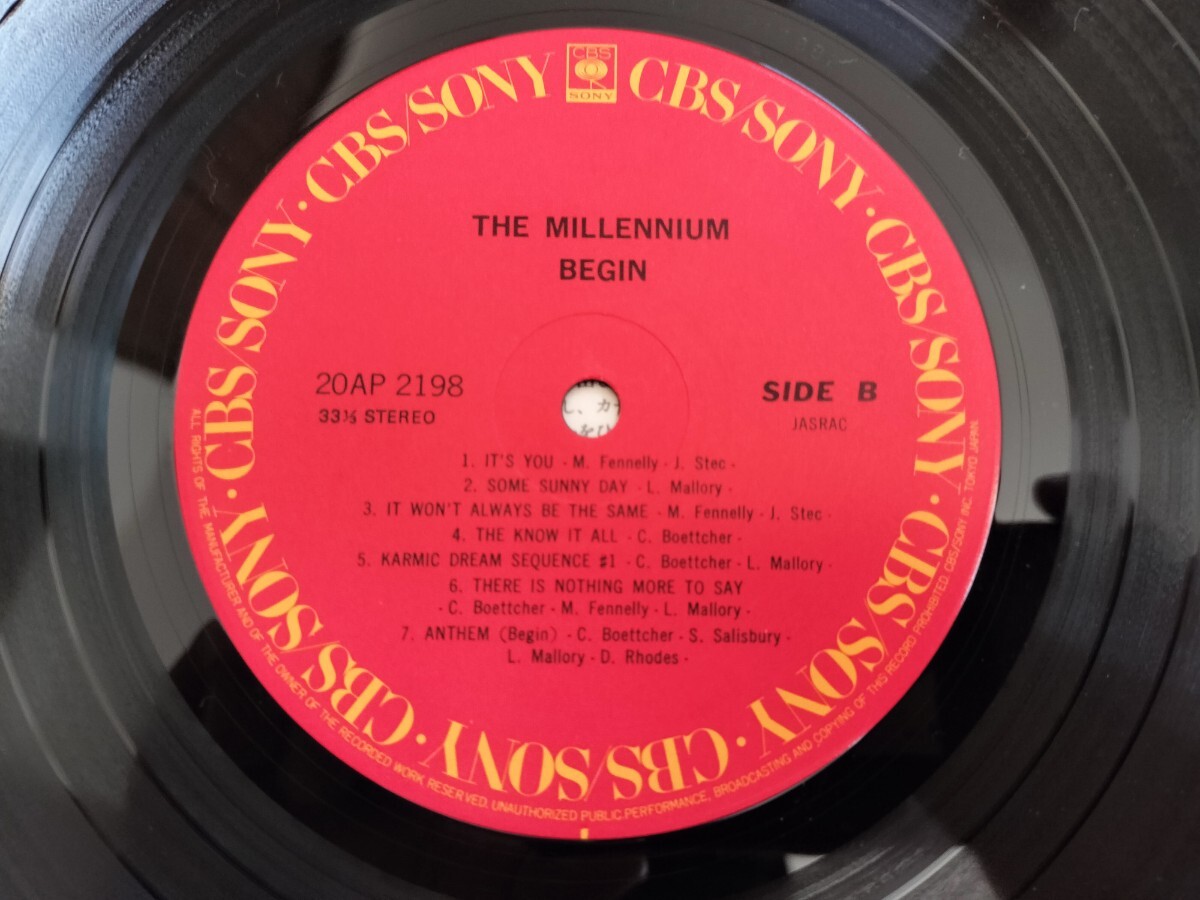 CBS
SONY
CBS/SONY · CBS/SONY · CBS/SONY · CBS/SONY · CBS/SONY · CBS/SONY · CBS/SONY · CBS/SONY
THE MILLENNIUM
BEGIN
20AP 2198
33⅓ STEREO
SIDE B
JASRAC
1. IT'S YOU - M. Fennelly - J. Stec -
2. SOME SUNNY DAY - L. Mallory -
3. IT WON'T ALWAYS BE THE SAME - M. Fennelly - J. Stec -
4. THE KNOW IT ALL - C. Boettcher -
5. KARMIC DREAM SEQUENCE #1 - C. Boettcher - L. Mallory -
6. THERE IS NOTHING MORE TO SAY
- C. Boettcher - M. Fennelly - L. Mallory -
7. ANTHEM (Begin) - C. Boettcher - S. Salisbury -
L. Mallory - D. Rhodes -
ALL RIGHTS OF THE MANUFACTURER AND OF THE OWNER OF THE RECORDED WORK RESERVED. UNAUTHORIZED PUBLIC PERFORMANCE, BROADCASTING AND COPYING OF THIS RECORD PROHIBITED. CBS/SONY INC. TOKYO JAPAN.